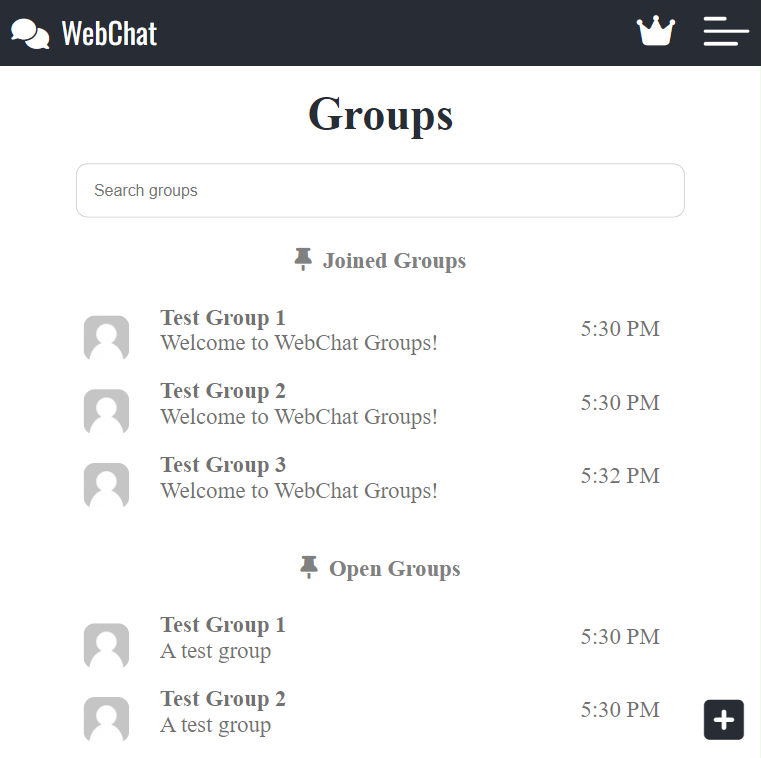 WebChat
Groups
Search groups
Joined Groups
Test Group 1
Welcome to WebChat Groups!
5:30 PM
Test Group 2
Welcome to WebChat Groups!
5:30 PM
Test Group 3
Welcome to WebChat Groups!
5:32 PM
Open Groups
Test Group 1
A test group
5:30 PM
Test Group 2
A test group
5:30 PM